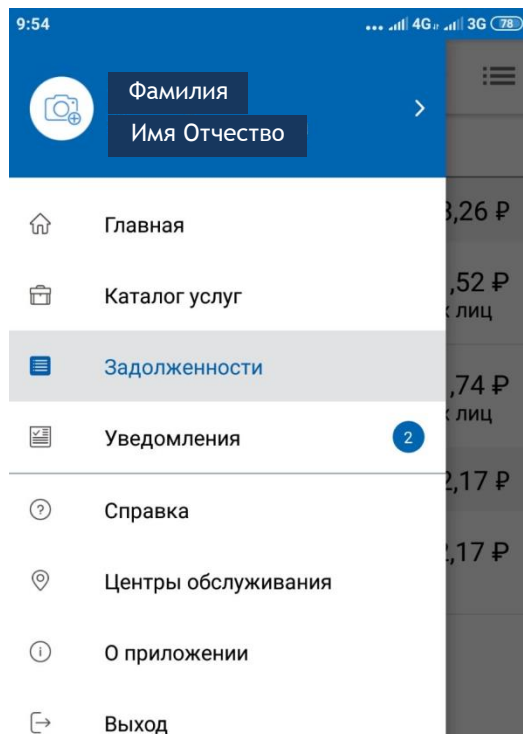 9:54
4G 3G 78
Фамилия
Имя Отчество
Главная
Каталог услуг
Задолженности
Уведомления 2
Справка
Центры обслуживания
О приложении
Выход
,26 ₽
,52 ₽
лиц
,74 ₽
лиц
2,17 ₽
,17 ₽